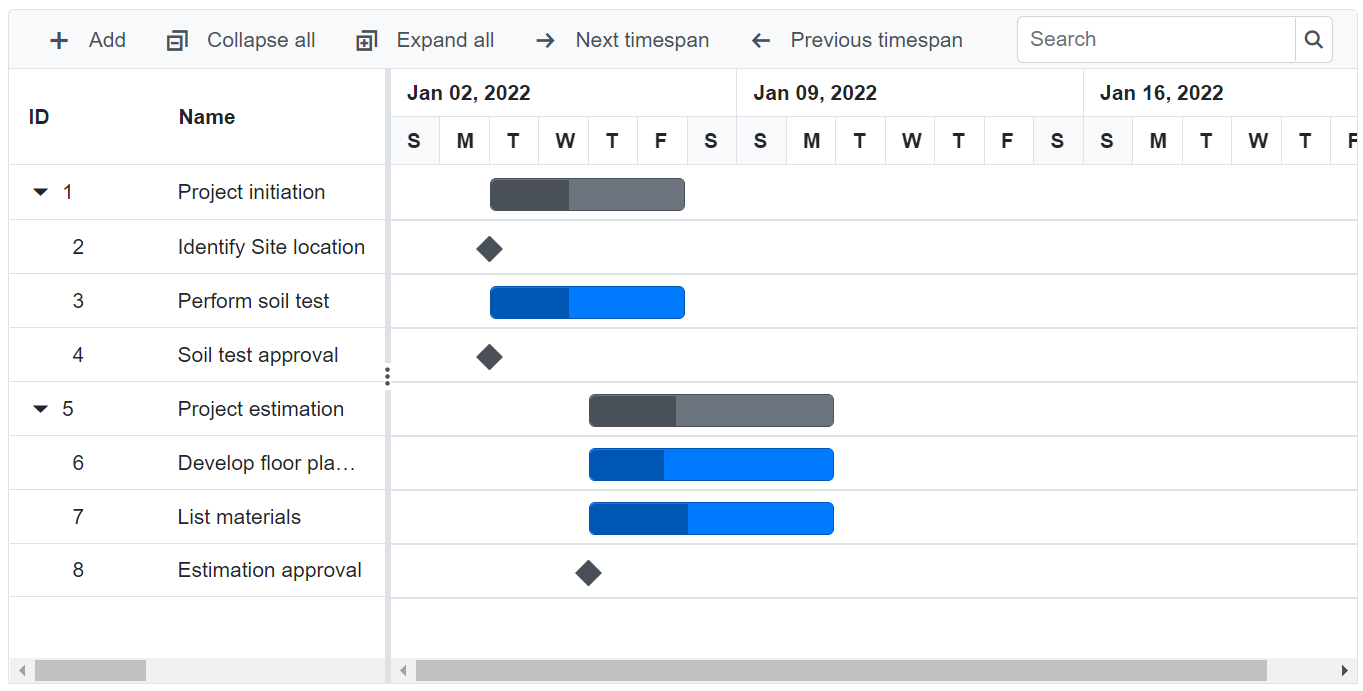 Add Collapse all Expand all Next timespan Previous timespan Search
ID Name
Jan 02, 2022 Jan 09, 2022 Jan 16, 2022
S M T W T F S S M T W T F S S M T W T F
1 Project initiation
2 Identify Site location
3 Perform soil test
4 Soil test approval
5 Project estimation
6 Develop floor pla…
7 List materials
8 Estimation approval